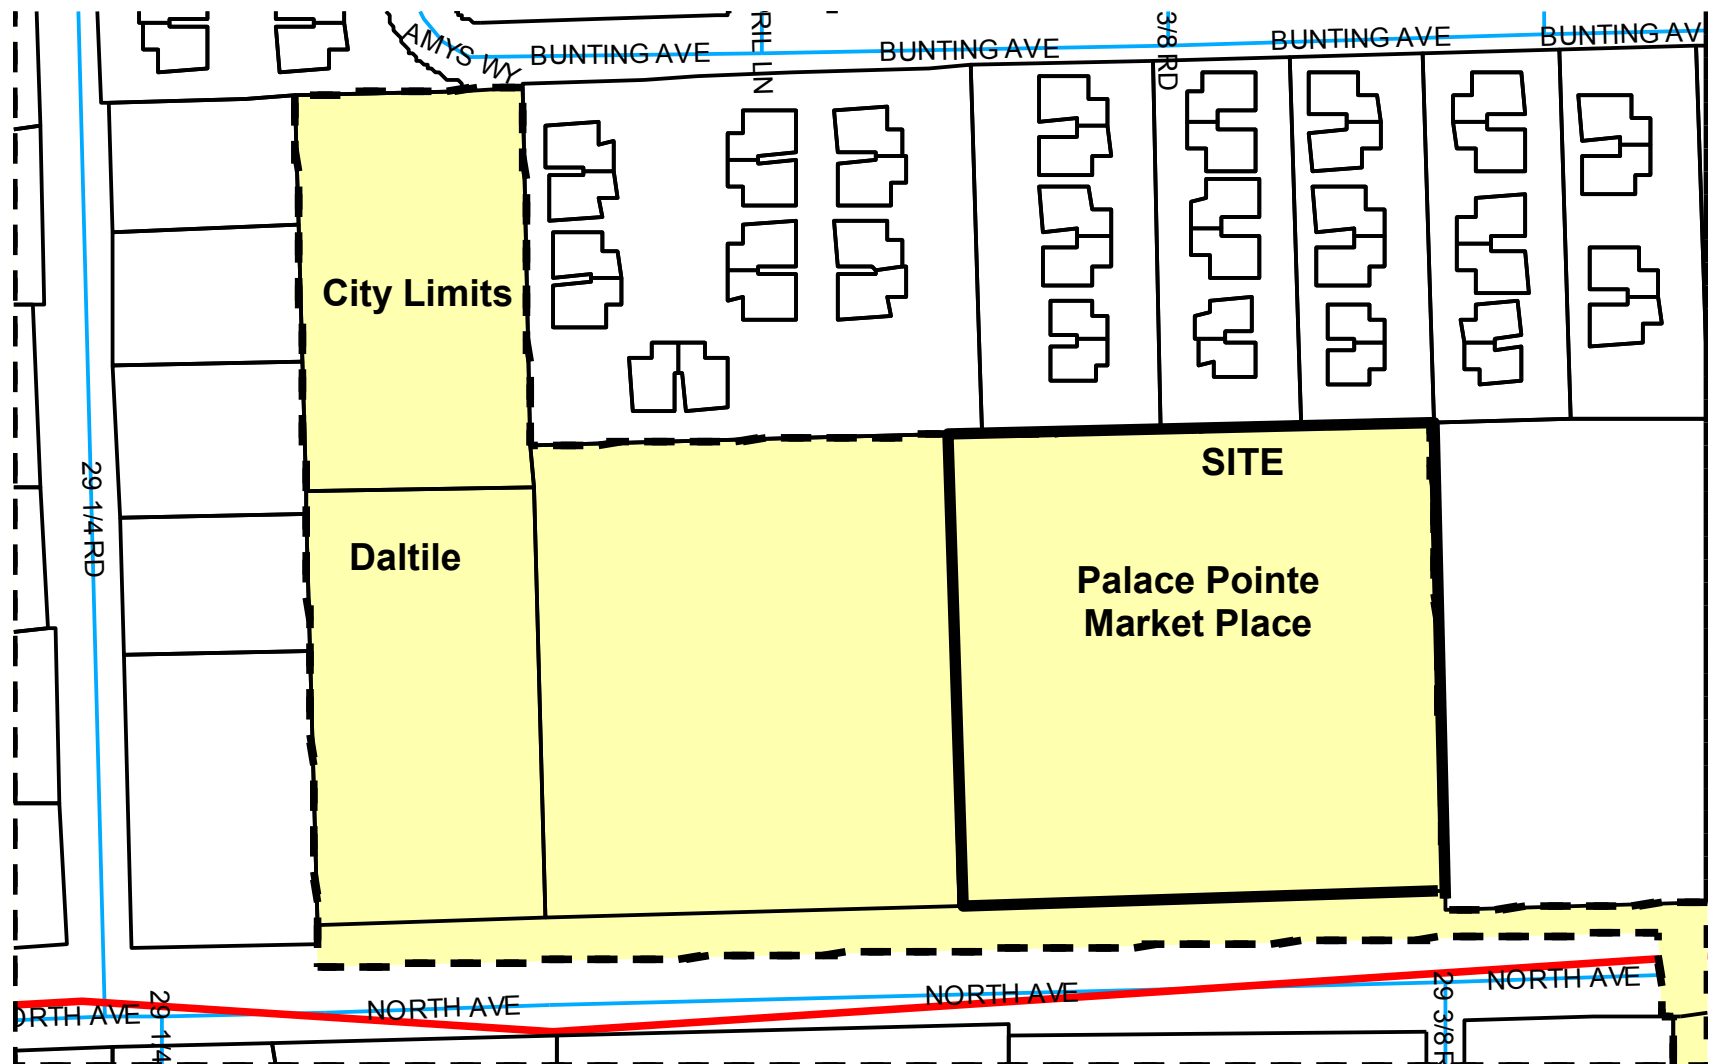 AMYS WY
BUNTING AVE
RIL LN
BUNTING AVE
3/8 RD
BUNTING AVE
BUNTING AV
City Limits
SITE
29 1/4 RD
Daltile
Palace Pointe
Market Place
ORTH AVE
29 1/4
NORTH AVE
NORTH AVE
29 3/8 R
NORTH AVE